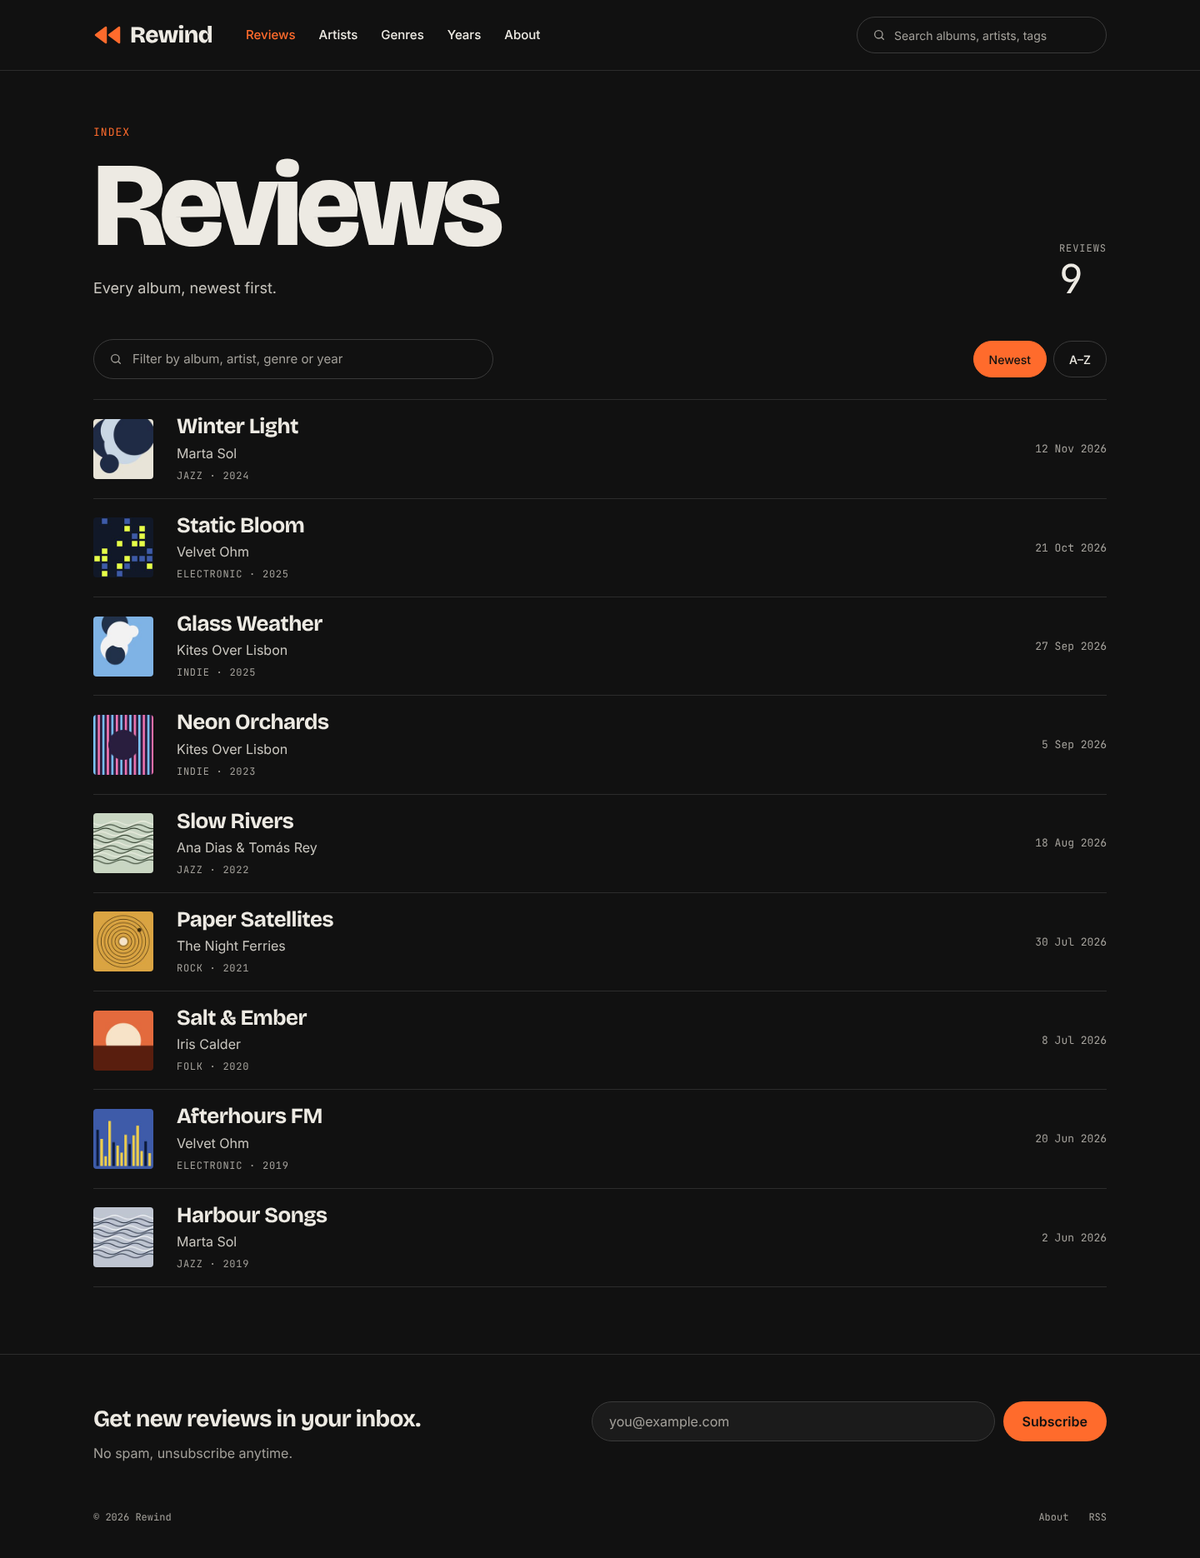 Rewind
Reviews Artists Genres Years About
Search albums, artists, tags
INDEX
Reviews
Every album, newest first.
REVIEWS
9
Filter by album, artist, genre or year
Newest
A–Z
Winter Light
Marta Sol
JAZZ · 2024
12 Nov 2026
Static Bloom
Velvet Ohm
ELECTRONIC · 2025
21 Oct 2026
Glass Weather
Kites Over Lisbon
INDIE · 2025
27 Sep 2026
Neon Orchards
Kites Over Lisbon
INDIE · 2023
5 Sep 2026
Slow Rivers
Ana Dias & Tomás Rey
JAZZ · 2022
18 Aug 2026
Paper Satellites
The Night Ferries
ROCK · 2021
30 Jul 2026
Salt & Ember
Iris Calder
FOLK · 2020
8 Jul 2026
Afterhours FM
Velvet Ohm
ELECTRONIC · 2019
20 Jun 2026
Harbour Songs
Marta Sol
JAZZ · 2019
2 Jun 2026
Get new reviews in your inbox.
No spam, unsubscribe anytime.
you@example.com
Subscribe
© 2026 Rewind
About RSS